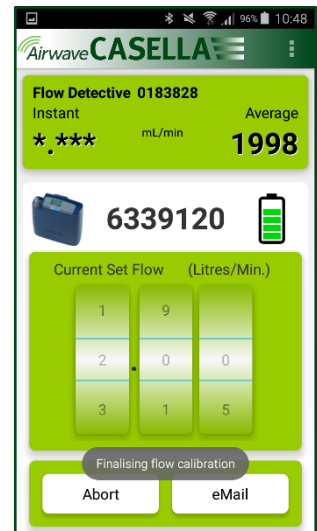 96% 10:48
Airwave CASELLA
Flow Detective 0183828
Instant Average
*.*** mL/min 1998
6339120
Current Set Flow (Litres/Min.)
1 9
2 . 0 0
3 1 5
Finalising flow calibration
Abort eMail